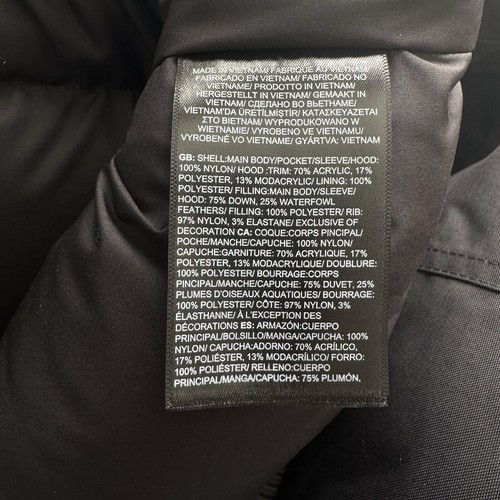 MADE IN VIETNAM/ FABRIQUÉ AU VIETNAM/
FABRICADO EN VIETNAM/ FABRICADO NO
VIETNAME/ PRODOTTO IN VIETNAM/
HERGESTELLT IN VIETNAM/ GEMAAKT IN
VIETNAM/ СДЕЛАНО ВО ВЬЕТНАМЕ/
VIETNAM'DA ÜRETİLMİŞTİR/ ΚΑΤΑΣΚΕΥΑΖΕΤΑΙ
ΣΤΟ ΒΙΕΤΝΑΜ/ WYPRODUKOWANO W
WIETNAMIE/ VYROBENO VE VIETNAMU/
VYROBENÉ VO VIETNAME/ GYÁRTVA: VIETNAM
GB: SHELL:MAIN BODY/POCKET/SLEEVE/HOOD:
100% NYLON/ HOOD :TRIM: 70% ACRYLIC, 17%
POLYESTER, 13% MODACRYLIC/ LINING: 100%
POLYESTER/ FILLING:MAIN BODY/SLEEVE/
HOOD: 75% DOWN, 25% WATERFOWL
FEATHERS/ FILLING: 100% POLYESTER/ RIB:
97% NYLON, 3% ELASTANE/ EXCLUSIVE OF
DECORATION CA: COQUE:CORPS PINCIPAL/
POCHE/MANCHE/CAPUCHE: 100% NYLON/
CAPUCHE:GARNITURE: 70% ACRYLIQUE, 17%
POLYESTER, 13% MODACRYLIQUE/ DOUBLURE:
100% POLYESTER/ BOURRAGE:CORPS
PINCIPAL/MANCHE/CAPUCHE: 75% DUVET, 25%
PLUMES D'OISEAUX AQUATIQUES/ BOURRAGE:
100% POLYESTER/ CÔTE: 97% NYLON, 3%
ÉLASTHANNE/ À L'EXCEPTION DES
DÉCORATIONS ES: ARMAZÓN:CUERPO
PRINCIPAL/BOLSILLO/MANGA/CAPUCHA: 100%
NYLON/ CAPUCHA:ADORNO: 70% ACRÍLICO,
17% POLIÉSTER, 13% MODACRÍLICO/ FORRO:
100% POLIÉSTER/ RELLENO:CUERPO
PRINCIPAL/MANGA/CAPUCHA: 75% PLUMÓN,